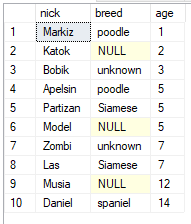 nick breed age
1 Markiz poodle 1
2 Katok NULL 2
3 Bobik unknown 3
4 Apelsin poodle 5
5 Partizan Siamese 5
6 Model NULL 5
7 Zombi unknown 7
8 Las Siamese 7
9 Musia NULL 12
10 Daniel spaniel 14